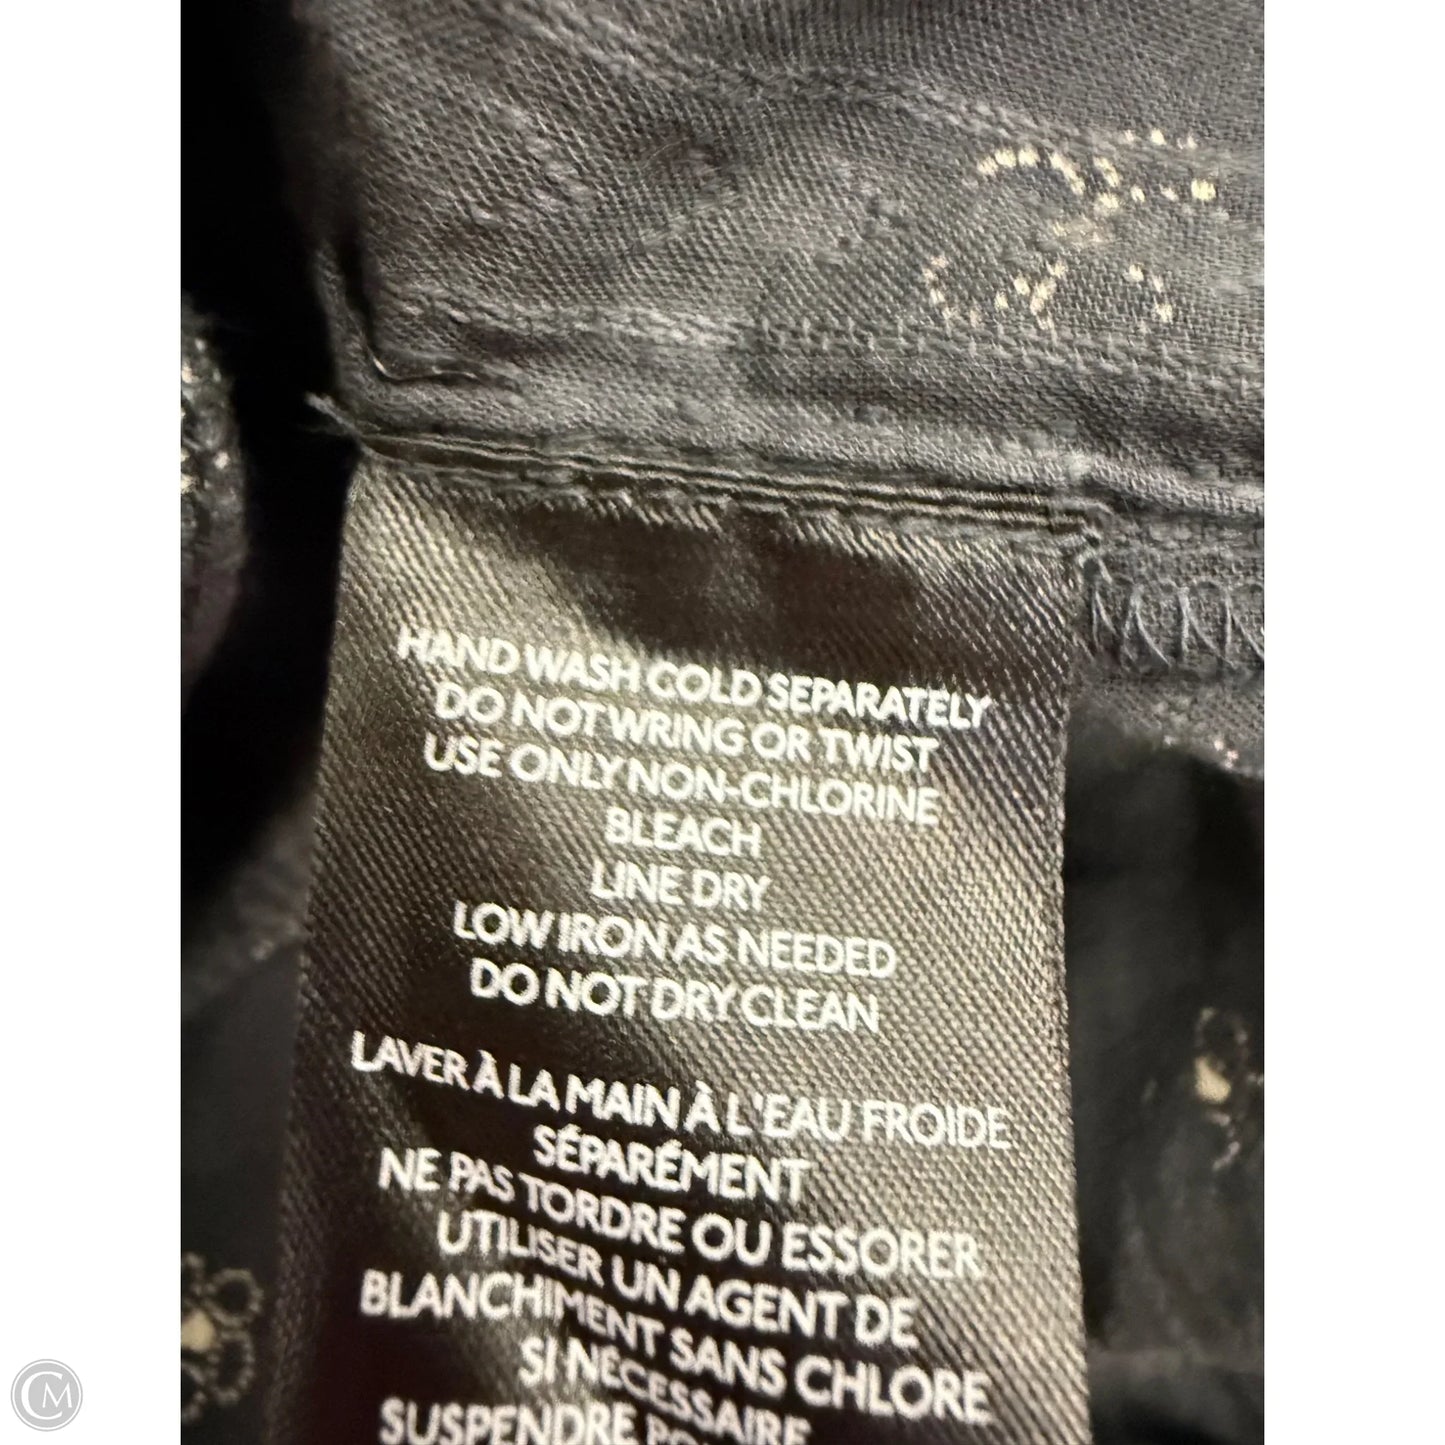 HAND WASH COLD SEPARATELY
DO NOT WRING OR TWIST
USE ONLY NON-CHLORINE
BLEACH
LINE DRY
LOW IRON AS NEEDED
DO NOT DRY CLEAN
LAVER À LA MAIN À L'EAU FROIDE
SÉPARÉMENT
NE PAS TORDRE OU ESSORER
UTILISER UN AGENT DE
BLANCHIMENT SANS CHLORE
SI NÉCESSAIRE
SUSPENDRE
CM